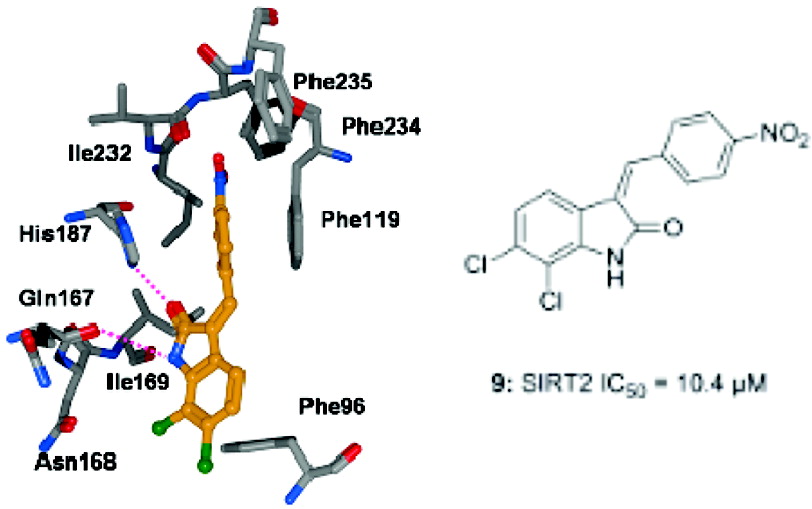 Phe235
Phe234
Ile232
Phe119
His187
Gln167
Ile169
Phe96
Asn168
NO2
O
N
H
Cl
Cl
9: SIRT2 IC50 = 10.4 µM